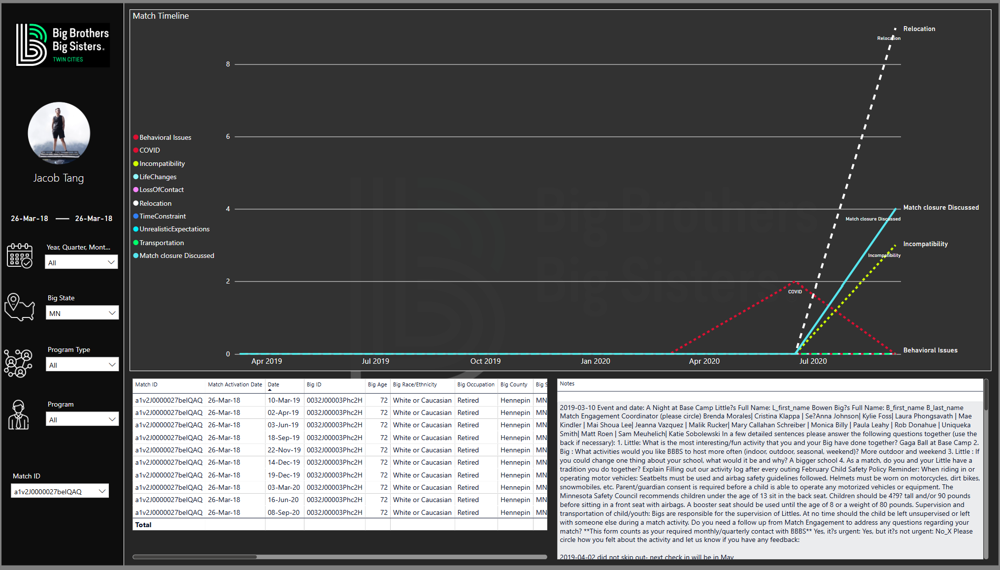 Big Brothers
Big Sisters.
TWIN CITIES
Jacob Tang
26-Mar-18 — 26-Mar-18
Year, Quarter, Mont...
All
Big State
MN
Program Type
All
Program
All
Match ID
a1v2J0000027beIQAQ
Match Timeline
Behavioral Issues
COVID
Incompatibility
LifeChanges
LossOfContact
Relocation
TimeConstraint
UnrealisticExpectations
Transportation
Match closure Discussed
8
6
4
2
0
Apr 2019 Jul 2019 Oct 2019 Jan 2020 Apr 2020 Jul 2020
Relocation
Relocation
Match closure Discussed
Match closure Discussed
Incompatibility
Incompatibility
COVID
Behavioral Issues
Big Brothers
Big Sisters
Match ID Match Activation Date Date Big ID Big Age Big Race/Ethnicity Big Occupation Big County Big S
a1v2J0000027beIQAQ 26-Mar-18 10-Mar-19 0032J00003Phc2H 72 White or Caucasian Retired Hennepin MN
a1v2J0000027beIQAQ 26-Mar-18 02-Apr-19 0032J00003Phc2H 72 White or Caucasian Retired Hennepin MN
a1v2J0000027beIQAQ 26-Mar-18 03-Jun-19 0032J00003Phc2H 72 White or Caucasian Retired Hennepin MN
a1v2J0000027beIQAQ 26-Mar-18 18-Sep-19 0032J00003Phc2H 72 White or Caucasian Retired Hennepin MN
a1v2J0000027beIQAQ 26-Mar-18 22-Nov-19 0032J00003Phc2H 72 White or Caucasian Retired Hennepin MN
a1v2J0000027beIQAQ 26-Mar-18 14-Dec-19 0032J00003Phc2H 72 White or Caucasian Retired Hennepin MN
a1v2J0000027beIQAQ 26-Mar-18 19-Dec-19 0032J00003Phc2H 72 White or Caucasian Retired Hennepin MN
a1v2J0000027beIQAQ 26-Mar-18 03-Mar-20 0032J00003Phc2H 72 White or Caucasian Retired Hennepin MN
a1v2J0000027beIQAQ 26-Mar-18 16-Jun-20 0032J00003Phc2H 72 White or Caucasian Retired Hennepin MN
a1v2J0000027beIQAQ 26-Mar-18 08-Sep-20 0032J00003Phc2H 72 White or Caucasian Retired Hennepin MN
Total
Notes
2019-03-10 Event and date: A Night at Base Camp Little?s Full Name: L_first_name Bowen Big?s Full Name: B_first_name B_last_name
Match Engagement Coordinator (please circle) Brenda Morales| Cristina Klappa | Se?Anna Johnson| Kylie Foss| Laura Phongsavath | Mae
Kindler | Mai Shoua Lee| Jeanna Vazquez | Malik Rucker| Mary Callahan Schreiber | Monica Billy | Paula Leahy | Rob Donahue | Uniqueka
Smith| Matt Roen | Sam Meuhelich| Katie Sobolewski In a few detailed sentences please answer the following questions together (use the
back if necessary): 1. Little: What is the most interesting/fun activity that you and your Big have done together? Gaga Ball at Base Camp 2.
Big : What activities would you like BBBS to host more often (indoor, outdoor, seasonal, weekend)? More outdoor and weekend 3. Little : If
you could change one thing about your school, what would it be and why? A bigger school 4. As a match, do you and your Little have a
tradition you do together? Explain Filling out our activity log after every outing February Child Safety Policy Reminder: When riding in or
operating motor vehicles: Seatbelts must be used and airbag safety guidelines followed. Helmets must be worn on motorcycles, dirt bikes,
snowmobiles, etc. Parent/guardian consent is required before a child is able to operate any motorized vehicles or equipment. The
Minnesota Safety Council recommends children under the age of 13 sit in the back seat. Children should be 4?9? tall and/or 90 pounds
before sitting in a front seat with airbags. A booster seat should be used until the age of 8 or a weight of 80 pounds. Supervision and
transportation of child/youth: Bigs are responsible for the supervision of Littles. At no time should the child be left unsupervised or left
with someone else during a match activity. Do you need a follow up from Match Engagement to address any questions regarding your
match? **This form counts as your required monthly/quarterly contact with BBBS** Yes, it?s urgent: Yes, but it?s not urgent: No_X Please
circle how you felt about the activity and let us know if you have any feedback:
2019-04-02 did not skip out- next check in will be in May